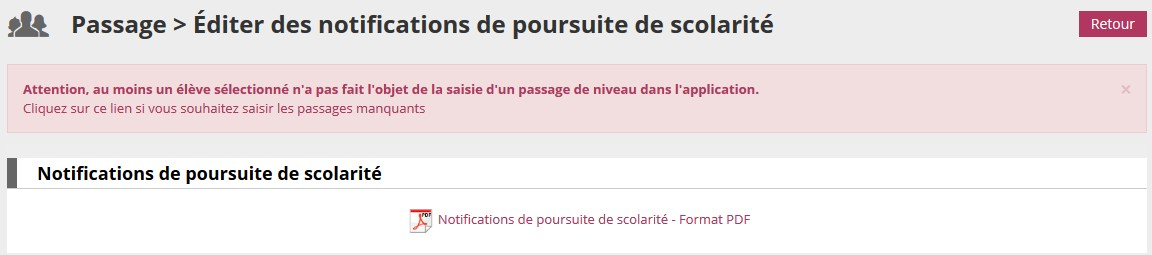 Passage > Éditer des notifications de poursuite de scolarité
Retour
Attention, au moins un élève sélectionné n'a pas fait l'objet de la saisie d'un passage de niveau dans l'application.
×
Cliquez sur ce lien si vous souhaitez saisir les passages manquants
Notifications de poursuite de scolarité
PDF
Notifications de poursuite de scolarité - Format PDF